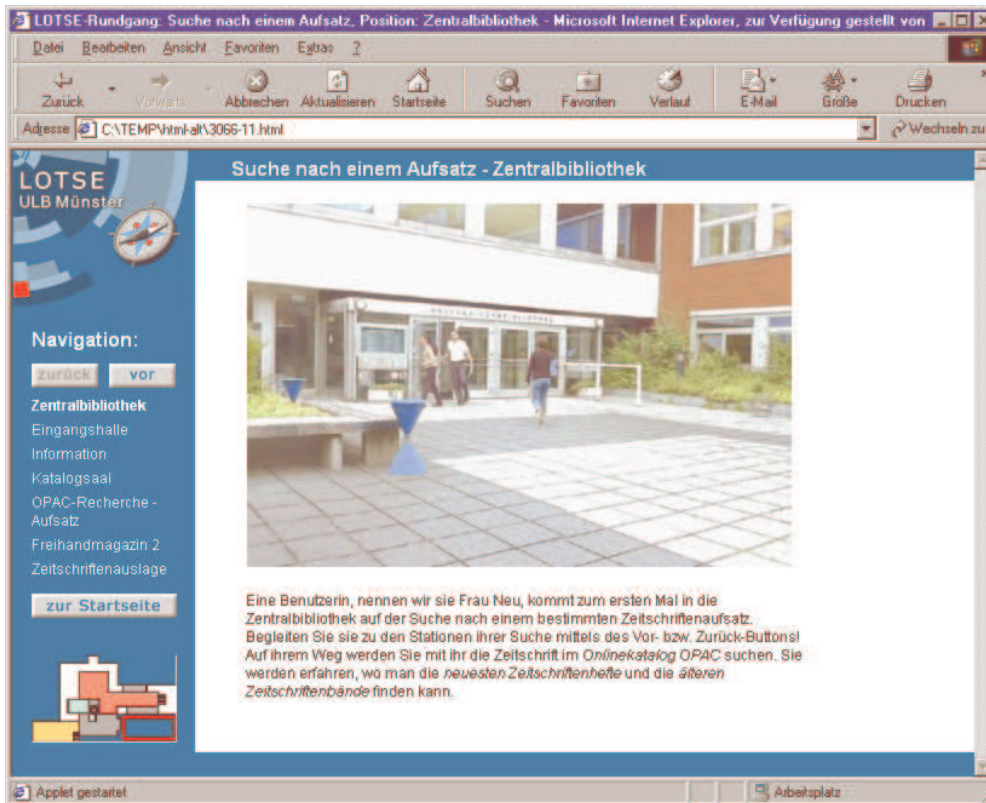 LOTSE-Rundgang: Suche nach einem Aufsatz, Position: Zentralbibliothek - Microsoft Internet Explorer, zur Verfügung gestellt von
Datei Bearbeiten Ansicht Favoriten Extras ?
Zurück Vorwärts Abbrechen Aktualisieren Startseite Suchen Favoriten Verlauf E-Mail Größe Drucken
Adresse C:\TEMP\html-alt\3066-11.html Wechseln zu
Suche nach einem Aufsatz - Zentralbibliothek
LOTSE
ULB Münster
Navigation:
zurück vor
Zentralbibliothek
Eingangshalle
Information
Katalogsaal
OPAC-Recherche -
Aufsatz
Freihandmagazin 2
Zeitschriftenauslage
zur Startseite
Eine Benutzerin, nennen wir sie Frau Neu, kommt zum ersten Mal in die
Zentralbibliothek auf der Suche nach einem bestimmten Zeitschriftenaufsatz.
Begleiten Sie sie zu den Stationen ihrer Suche mittels des Vor- bzw. Zurück-Buttons!
Auf ihrem Weg werden Sie mit ihr die Zeitschrift im Onlinekatalog OPAC suchen. Sie
werden erfahren, wo man die neuesten Zeitschriftenhefte und die älteren
Zeitschriftenbände finden kann.
Applet gestartet Arbeitsplatz